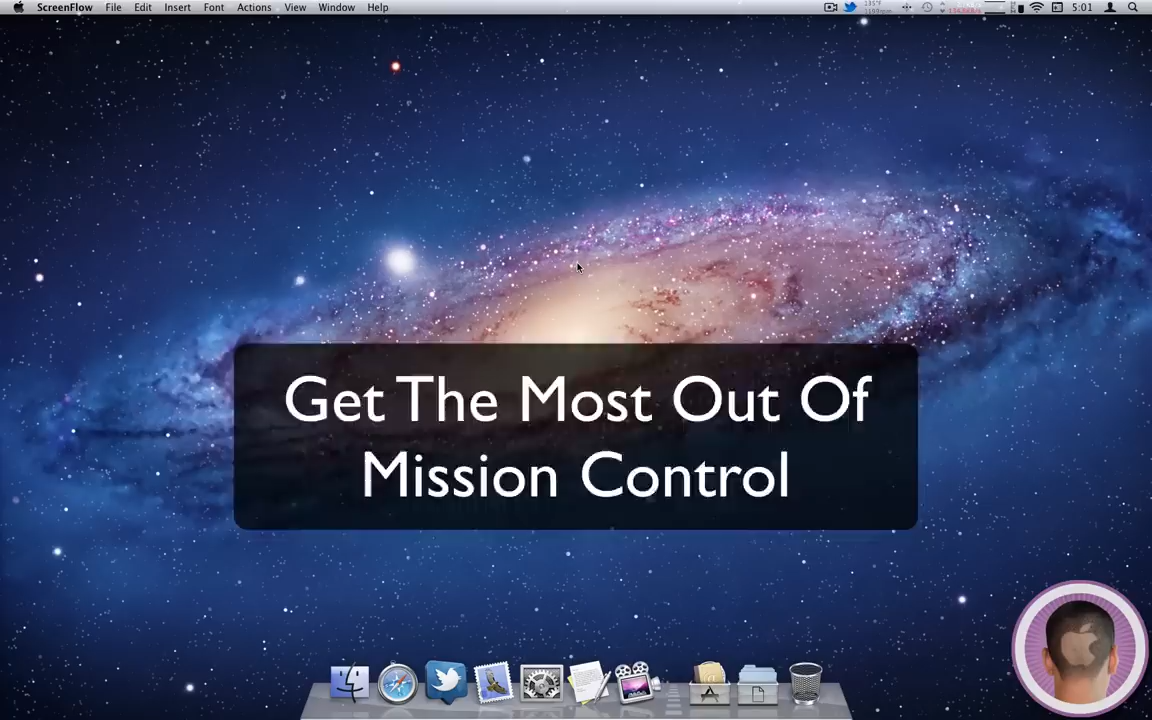 ScreenFlow File Edit Insert Font Actions View Window Help 5:01
Get The Most Out Of
Mission Control